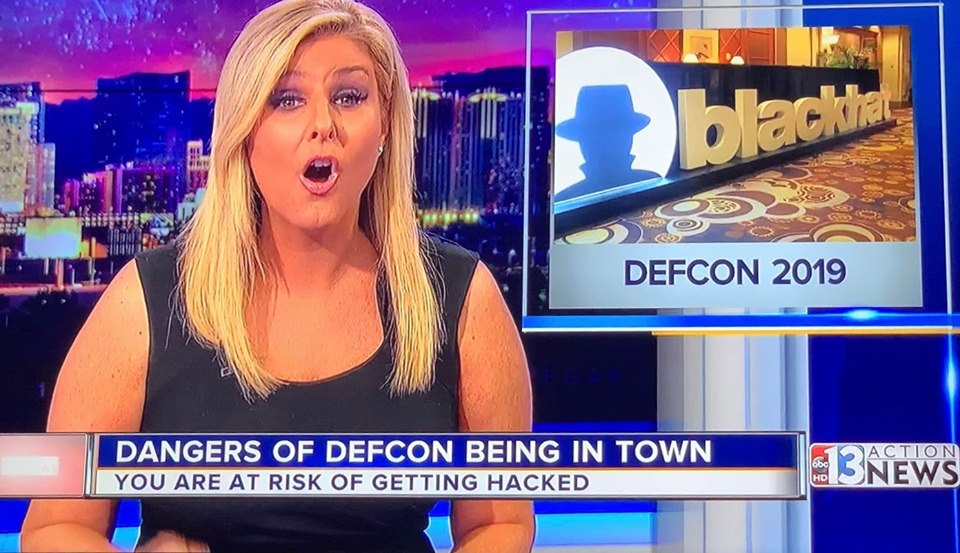 blackhat
DEFCON 2019
DANGERS OF DEFCON BEING IN TOWN
YOU ARE AT RISK OF GETTING HACKED
abc
HD
13
ACTION
NEWS